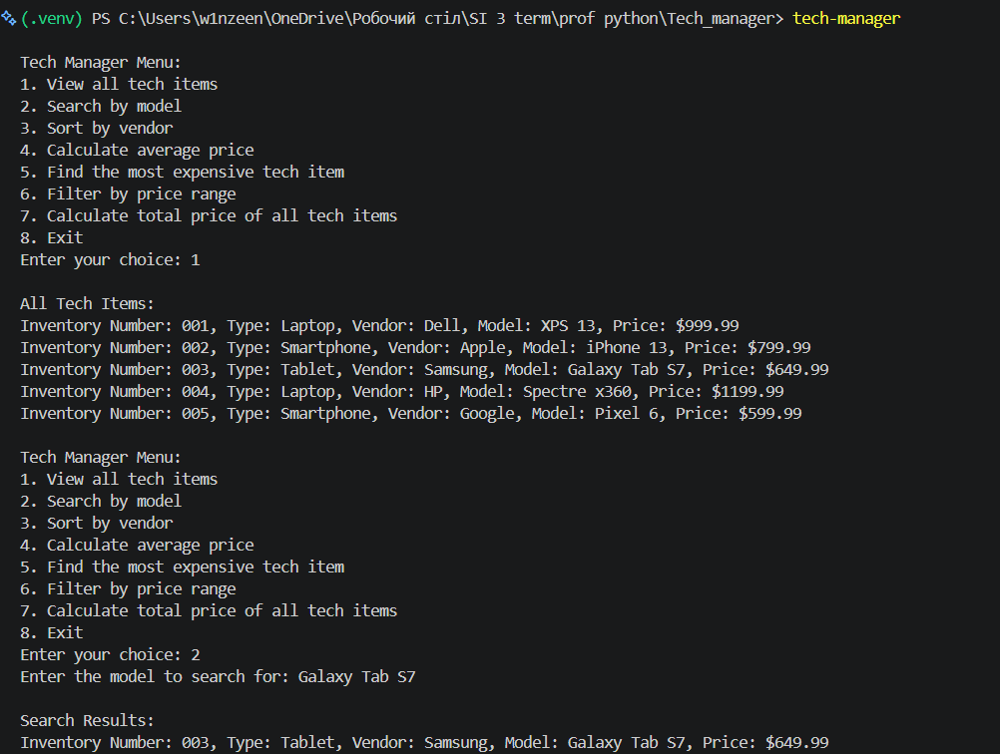 (.venv) PS C:\Users\w1nzeen\OneDrive\Робочий стіл\SI 3 term\prof python\Tech_manager> tech-manager
Tech Manager Menu:
1. View all tech items
2. Search by model
3. Sort by vendor
4. Calculate average price
5. Find the most expensive tech item
6. Filter by price range
7. Calculate total price of all tech items
8. Exit
Enter your choice: 1
All Tech Items:
Inventory Number: 001, Type: Laptop, Vendor: Dell, Model: XPS 13, Price: $999.99
Inventory Number: 002, Type: Smartphone, Vendor: Apple, Model: iPhone 13, Price: $799.99
Inventory Number: 003, Type: Tablet, Vendor: Samsung, Model: Galaxy Tab S7, Price: $649.99
Inventory Number: 004, Type: Laptop, Vendor: HP, Model: Spectre x360, Price: $1199.99
Inventory Number: 005, Type: Smartphone, Vendor: Google, Model: Pixel 6, Price: $599.99
Tech Manager Menu:
1. View all tech items
2. Search by model
3. Sort by vendor
4. Calculate average price
5. Find the most expensive tech item
6. Filter by price range
7. Calculate total price of all tech items
8. Exit
Enter your choice: 2
Enter the model to search for: Galaxy Tab S7
Search Results:
Inventory Number: 003, Type: Tablet, Vendor: Samsung, Model: Galaxy Tab S7, Price: $649.99